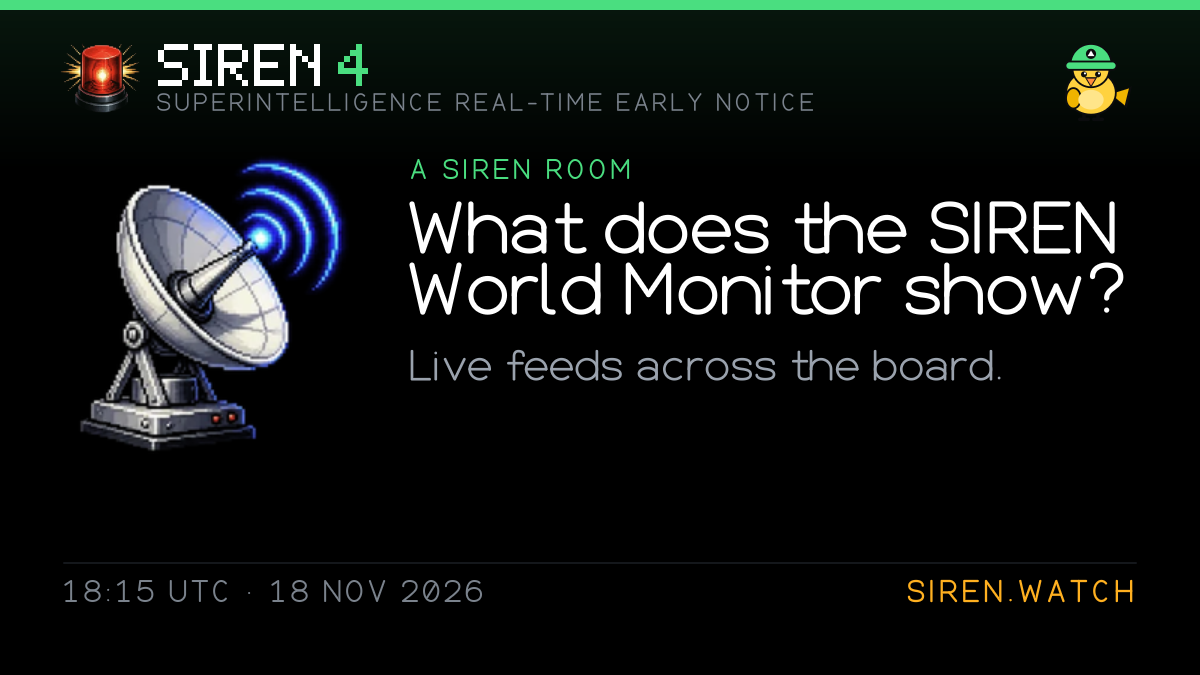 SIREN 4
SUPERINTELLIGENCE REAL-TIME EARLY NOTICE
A SIREN ROOM
What does the SIREN
World Monitor show?
Live feeds across the board.
18:15 UTC · 18 NOV 2026
SIREN.WATCH